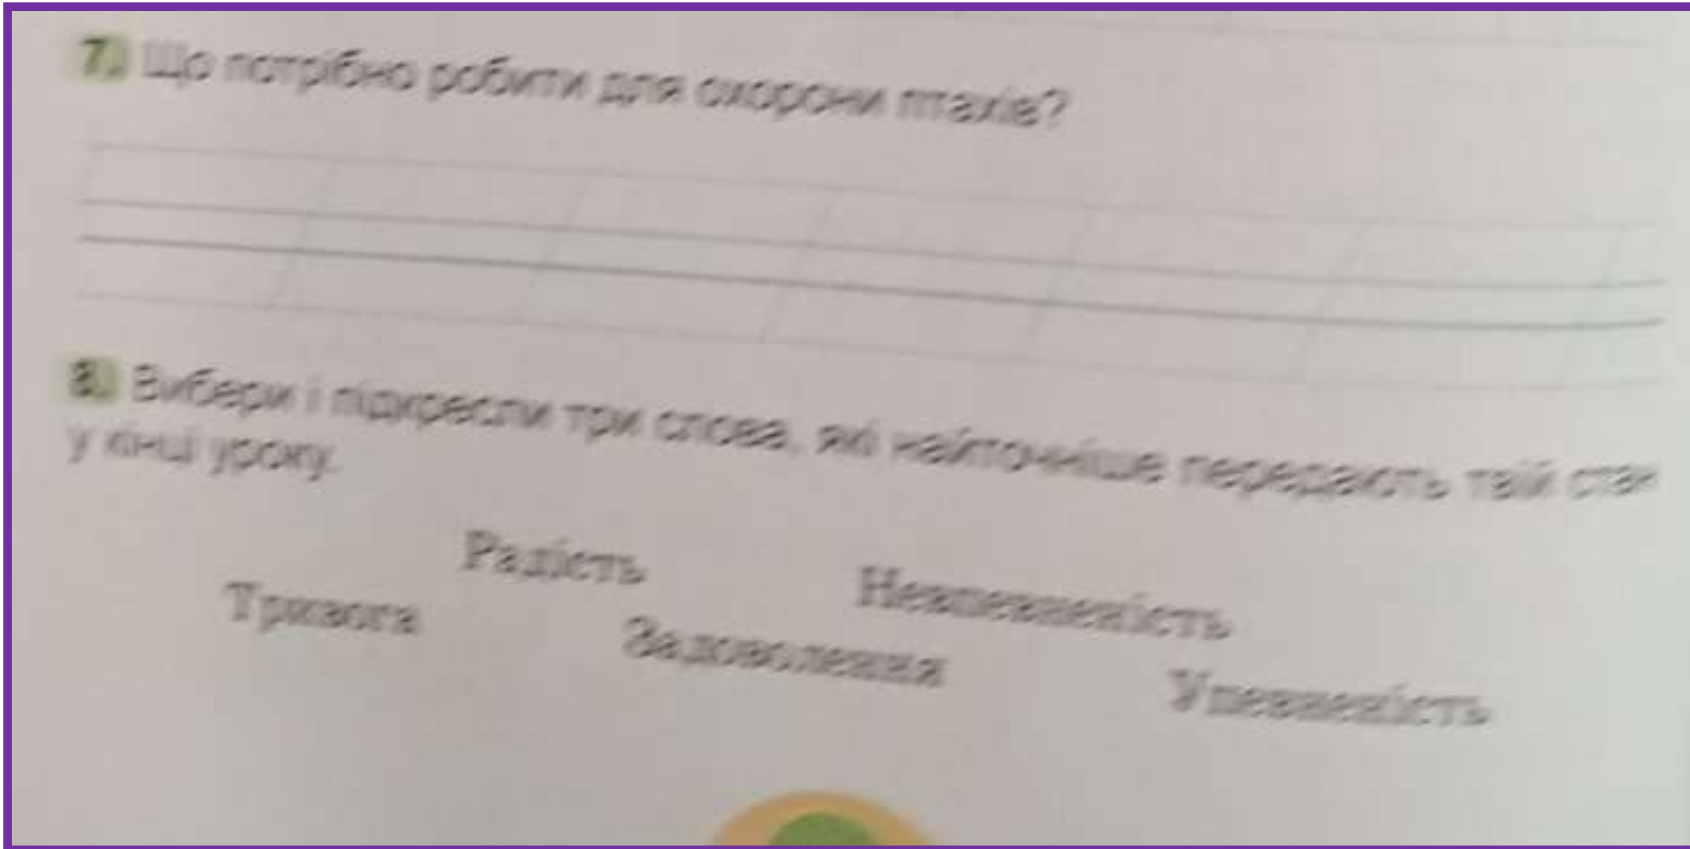 7. Що потрібно робити для охорони птахів?
8. Вибери і підкресли три слова, які найточніше передають твій стан
у кінці уроку.
Радість
Невпевненість
Тривога
Задоволення
Упевненість